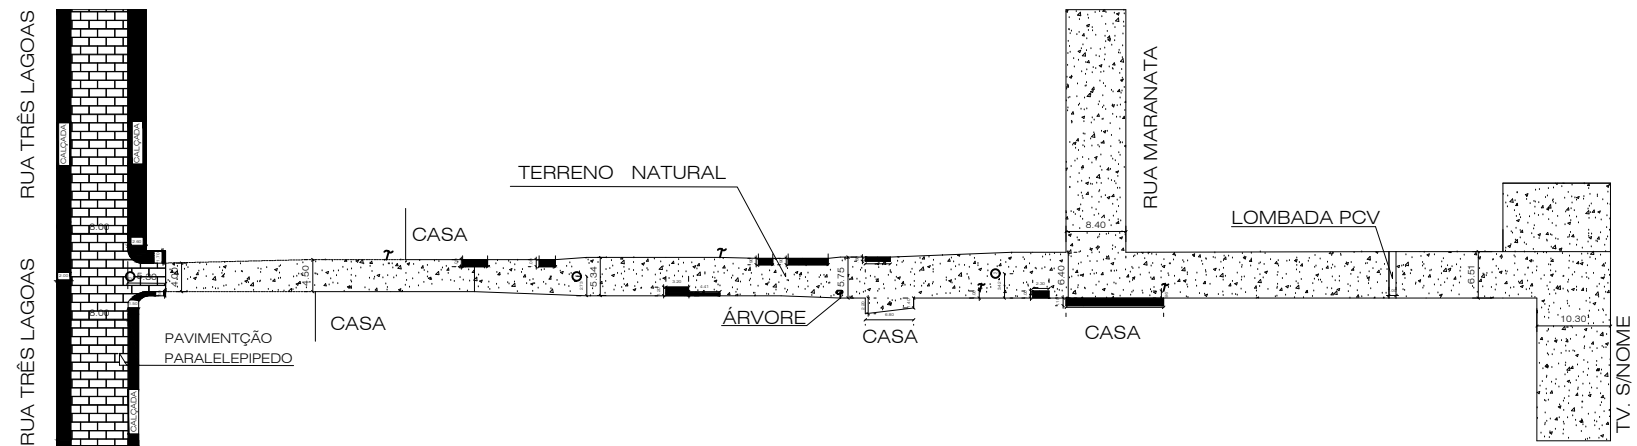 RUA TRÊS LAGOAS
RUA TRÊS LAGOAS
CALÇADA
CALÇADA
CALÇADA
8.00
8.00
PAVIMENTÇÃO
PARALELEPIPEDO
4.50
CASA
CASA
TERRENO NATURAL
5.34
ÁRVORE
5.75
CASA
6.40
8.40
RUA MARANATA
CASA
LOMBADA PCV
6.51
10.30
TV. S/NOME